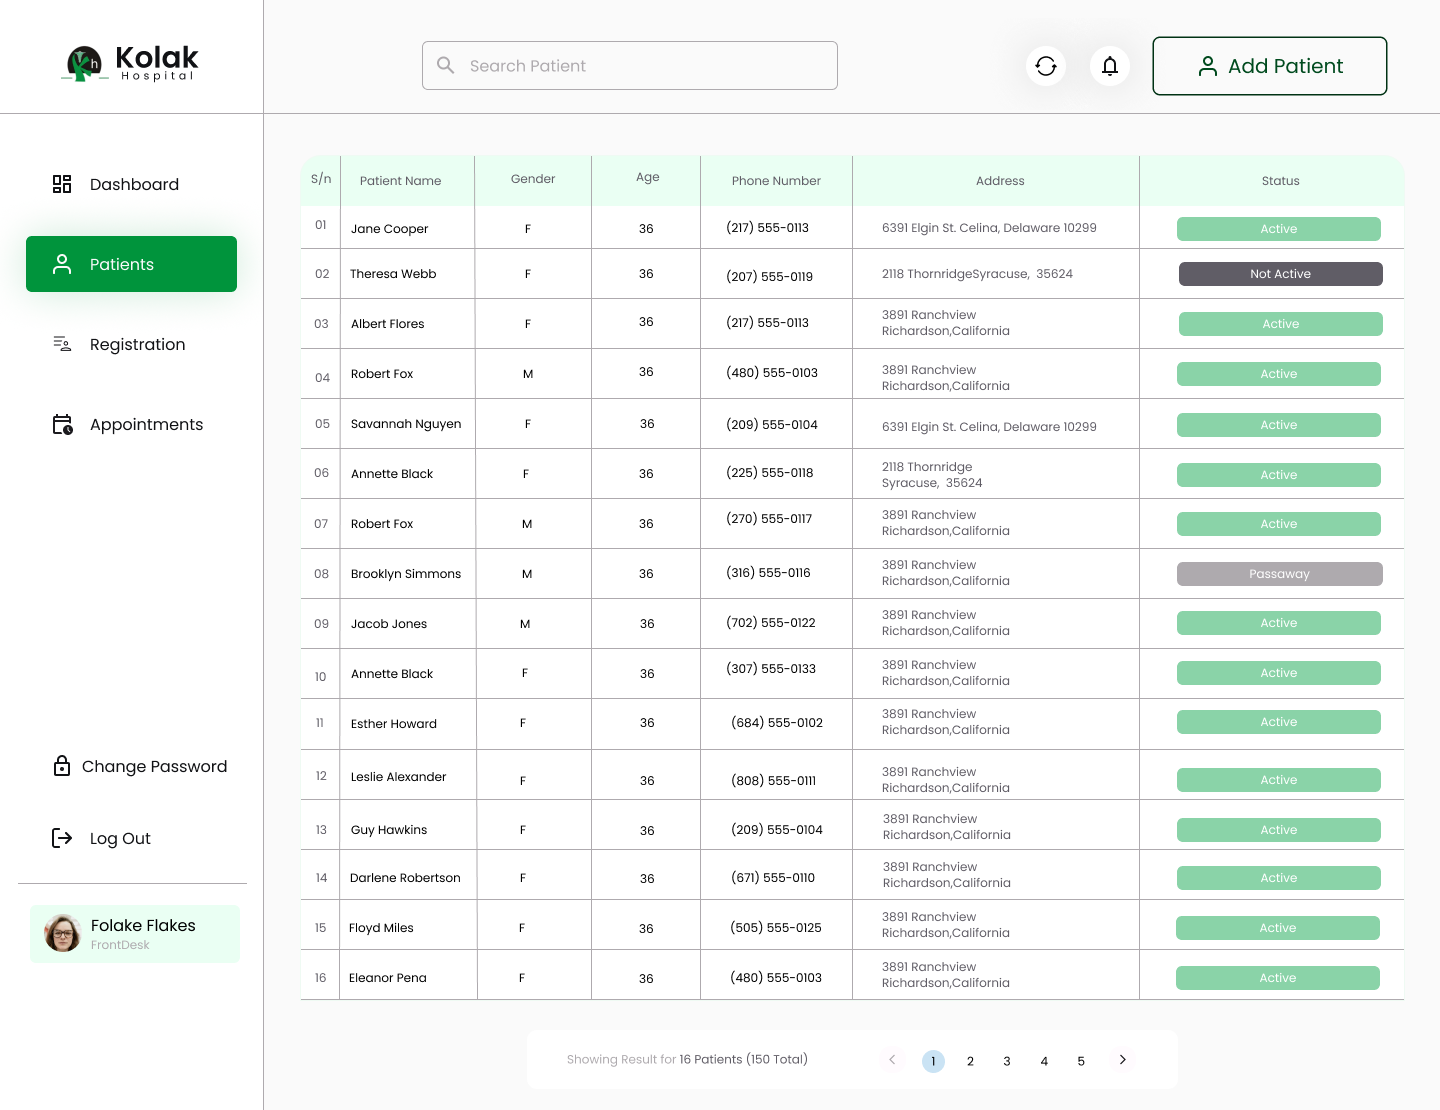 Kolak
Hospital
h
Search Patient
Add Patient
Dashboard
Patients
Registration
Appointments
Change Password
Log Out
Folake Flakes
FrontDesk
S/n Patient Name Gender Age Phone Number Address Status
01 Jane Cooper F 36 (217) 555-0113 6391 Elgin St. Celina, Delaware 10299 Active
02 Theresa Webb F 36 (207) 555-0119 2118 ThornridgeSyracuse, 35624 Not Active
03 Albert Flores F 36 (217) 555-0113 3891 Ranchview
Richardson,California Active
04 Robert Fox M 36 (480) 555-0103 3891 Ranchview
Richardson,California Active
05 Savannah Nguyen F 36 (209) 555-0104 6391 Elgin St. Celina, Delaware 10299 Active
06 Annette Black F 36 (225) 555-0118 2118 Thornridge
Syracuse, 35624 Active
07 Robert Fox M 36 (270) 555-0117 3891 Ranchview
Richardson,California Active
08 Brooklyn Simmons M 36 (316) 555-0116 3891 Ranchview
Richardson,California Passaway
09 Jacob Jones M 36 (702) 555-0122 3891 Ranchview
Richardson,California Active
10 Annette Black F 36 (307) 555-0133 3891 Ranchview
Richardson,California Active
11 Esther Howard F 36 (684) 555-0102 3891 Ranchview
Richardson,California Active
12 Leslie Alexander F 36 (808) 555-0111 3891 Ranchview
Richardson,California Active
13 Guy Hawkins F 36 (209) 555-0104 3891 Ranchview
Richardson,California Active
14 Darlene Robertson F 36 (671) 555-0110 3891 Ranchview
Richardson,California Active
15 Floyd Miles F 36 (505) 555-0125 3891 Ranchview
Richardson,California Active
16 Eleanor Pena F 36 (480) 555-0103 3891 Ranchview
Richardson,California Active
Showing Result for 16 Patients (150 Total) < 1 2 3 4 5 >